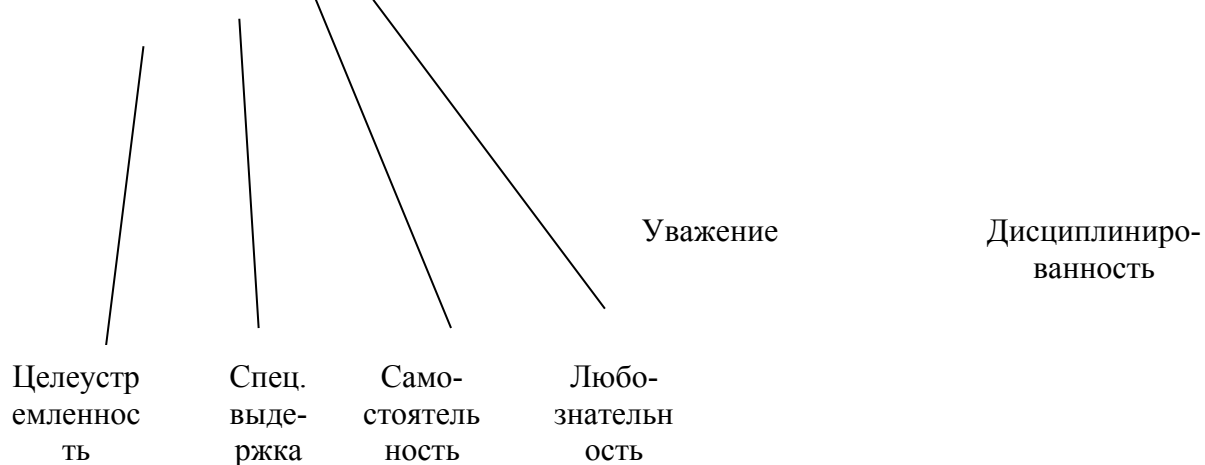 Уважение
Дисциплиниро-
ванность
Целеустр
емленнос
ть
Спец.
выде-
ржка
Само-
стоятель
ность
Любо-
знательн
ость